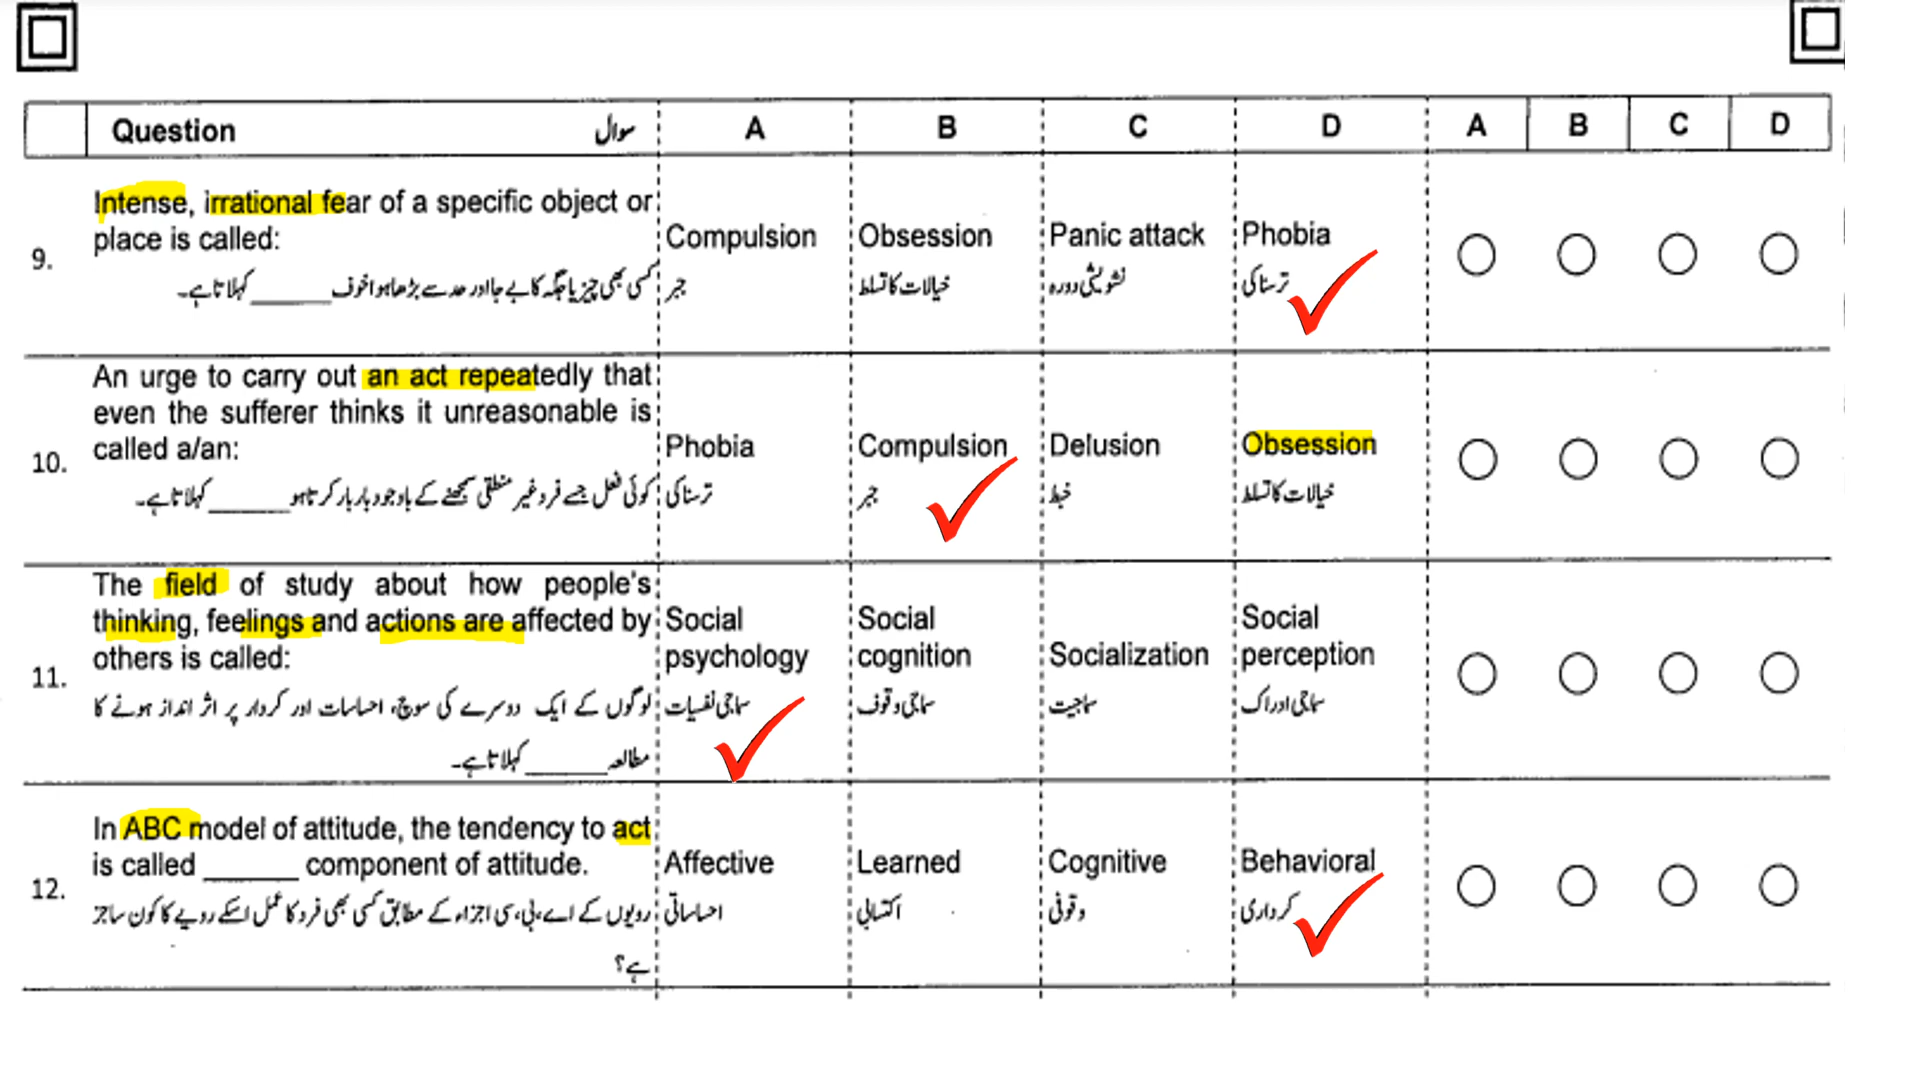 Question سوال A B C D A B C D
9.
Intense, irrational fear of a specific object or
place is called:
کسی بھی چیز یا جگہ کا بے جا اور حد سے بڑھا ہوا خوف ______ کہلاتا ہے۔
Compulsion
جبر
Obsession
خیالات کا تسلط
Panic attack
تشویشی دورہ
Phobia
ترسناکی
10.
An urge to carry out an act repeatedly that
even the sufferer thinks it unreasonable is
called a/an:
کوئی فعل جسے فرد غیر منطقی سمجھنے کے باوجود بار بار کرتا ہو ______ کہلاتا ہے۔
Phobia
ترسناکی
Compulsion
جبر
Delusion
خبط
Obsession
خیالات کا تسلط
11.
The field of study about how people's
thinking, feelings and actions are affected by
others is called:
لوگوں کے ایک دوسرے کی سوچ، احساسات اور کردار پر اثر انداز ہونے کا
مطالعہ ______ کہلاتا ہے۔
Social
psychology
سماجی نفسیات
Social
cognition
سماجی وقوف
Socialization
سماجیت
Social
perception
سماجی ادراک
12.
In ABC model of attitude, the tendency to act
is called ______ component of attitude.
رویوں کے اے، بی، سی اجزاء کے مطابق کسی بھی فرد کا عمل اسکے رویے کا کون سا جز
ہے؟
Affective
احساساتی
Learned
اکتسابی
Cognitive
وقوفی
Behavioral
کرداری